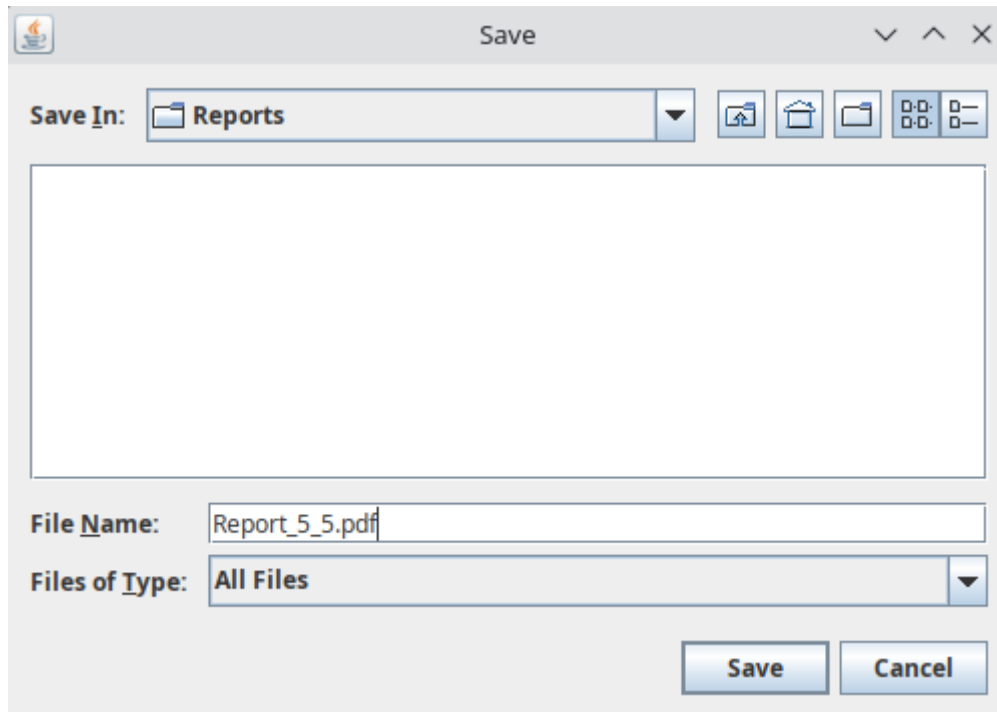 Save
Save In: Reports
File Name: Report_5_5.pdf
Files of Type: All Files
Save Cancel